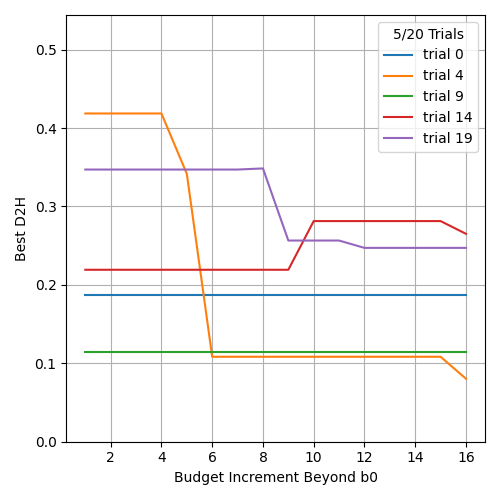 5/20 Trials
trial 0
trial 4
trial 9
trial 14
trial 19
Best D2H
0.5
0.4
0.3
0.2
0.1
0.0
2 4 6 8 10 12 14 16
Budget Increment Beyond b0